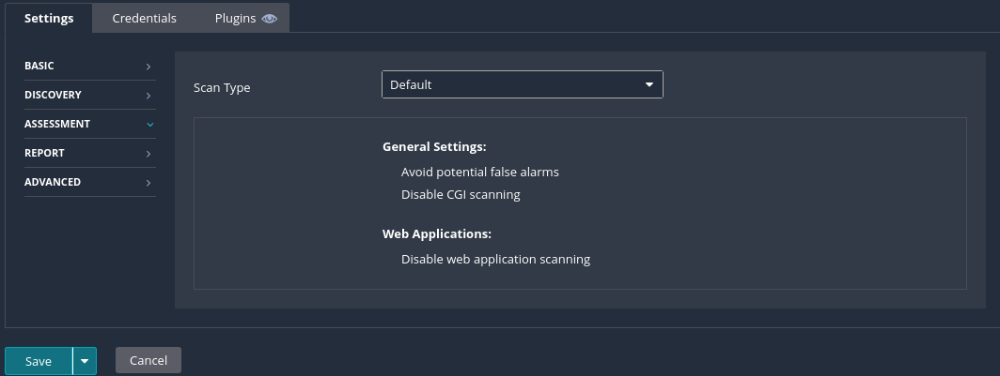 Settings Credentials Plugins
BASIC
DISCOVERY
ASSESSMENT
REPORT
ADVANCED
Scan Type Default
General Settings:
Avoid potential false alarms
Disable CGI scanning
Web Applications:
Disable web application scanning
Save Cancel